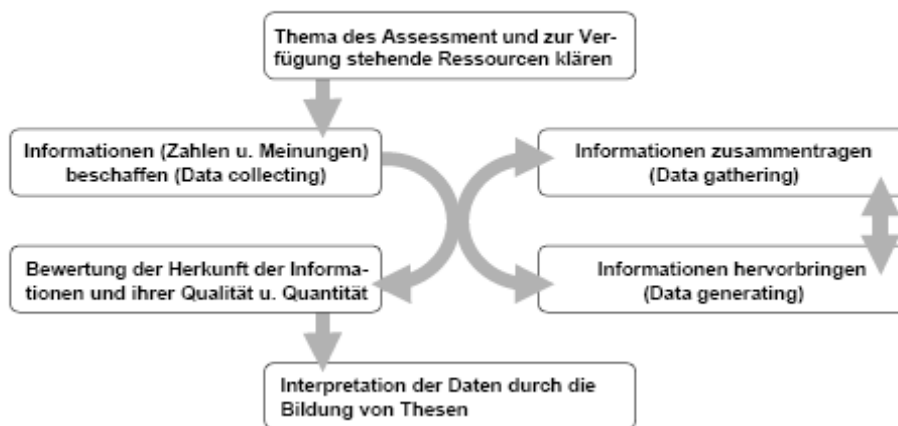 Thema des Assessment und zur Ver-
fügung stehende Ressourcen klären
Informationen (Zahlen u. Meinungen)
beschaffen (Data collecting)
Informationen zusammentragen
(Data gathering)
Bewertung der Herkunft der Informa-
tionen und ihrer Qualität u. Quantität
Informationen hervorbringen
(Data generating)
Interpretation der Daten durch die
Bildung von Thesen